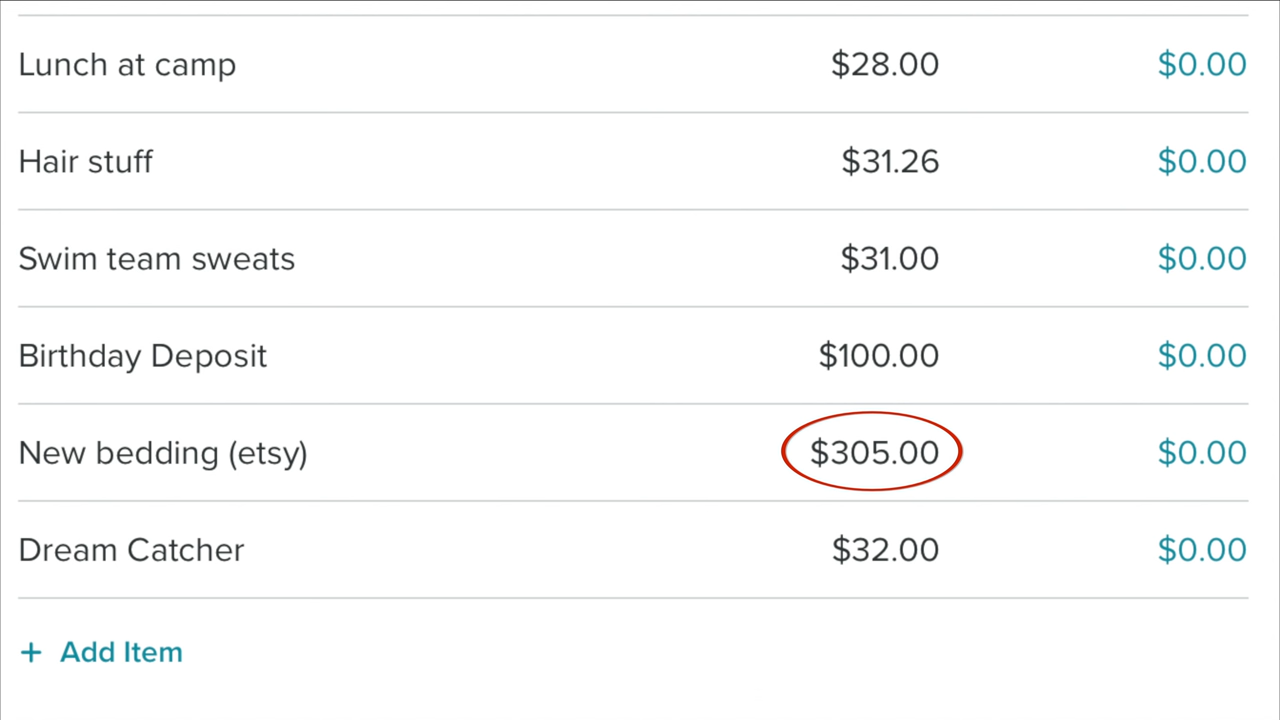 Lunch at camp $28.00 $0.00
Hair stuff $31.26 $0.00
Swim team sweats $31.00 $0.00
Birthday Deposit $100.00 $0.00
New bedding (etsy) $305.00 $0.00
Dream Catcher $32.00 $0.00
+ Add Item